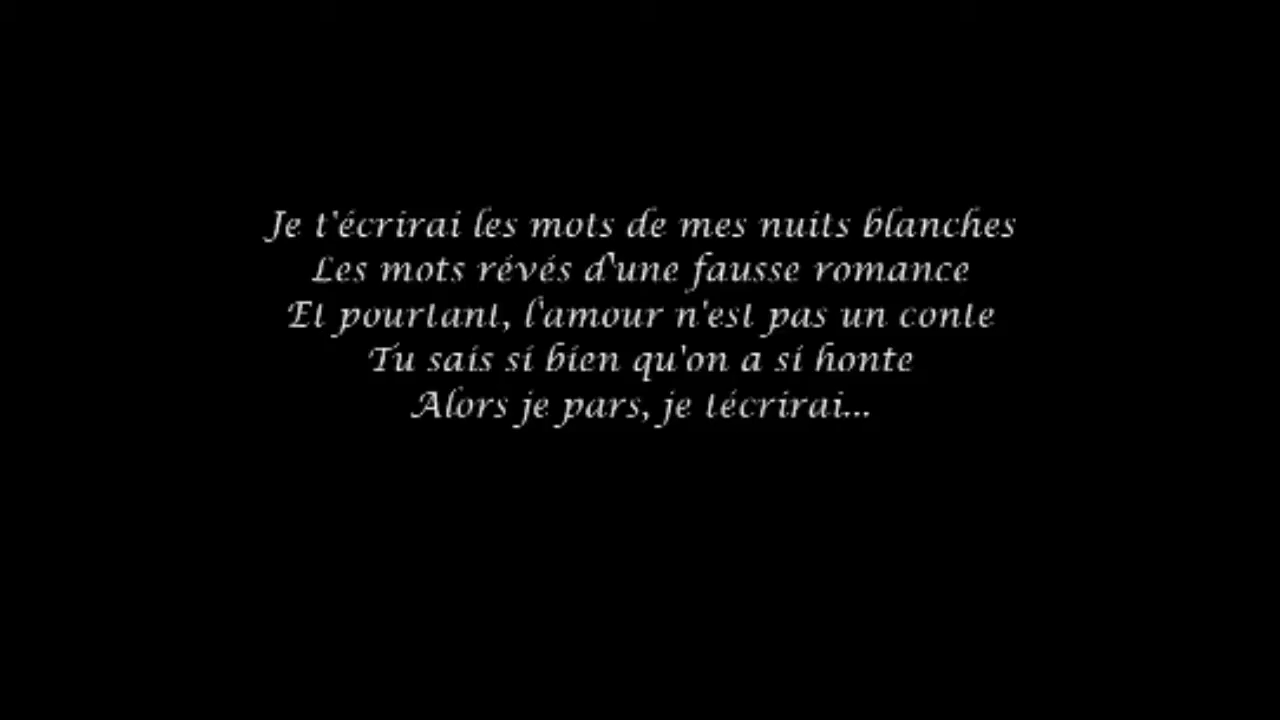 Je t'écrirai les mots de mes nuits blanches
Les mots révés d'une fausse romance
Et pourtant, l'amour n'est pas un conte
Tu sais si bien qu'on a si honte
Alors je pars, je técrirai...